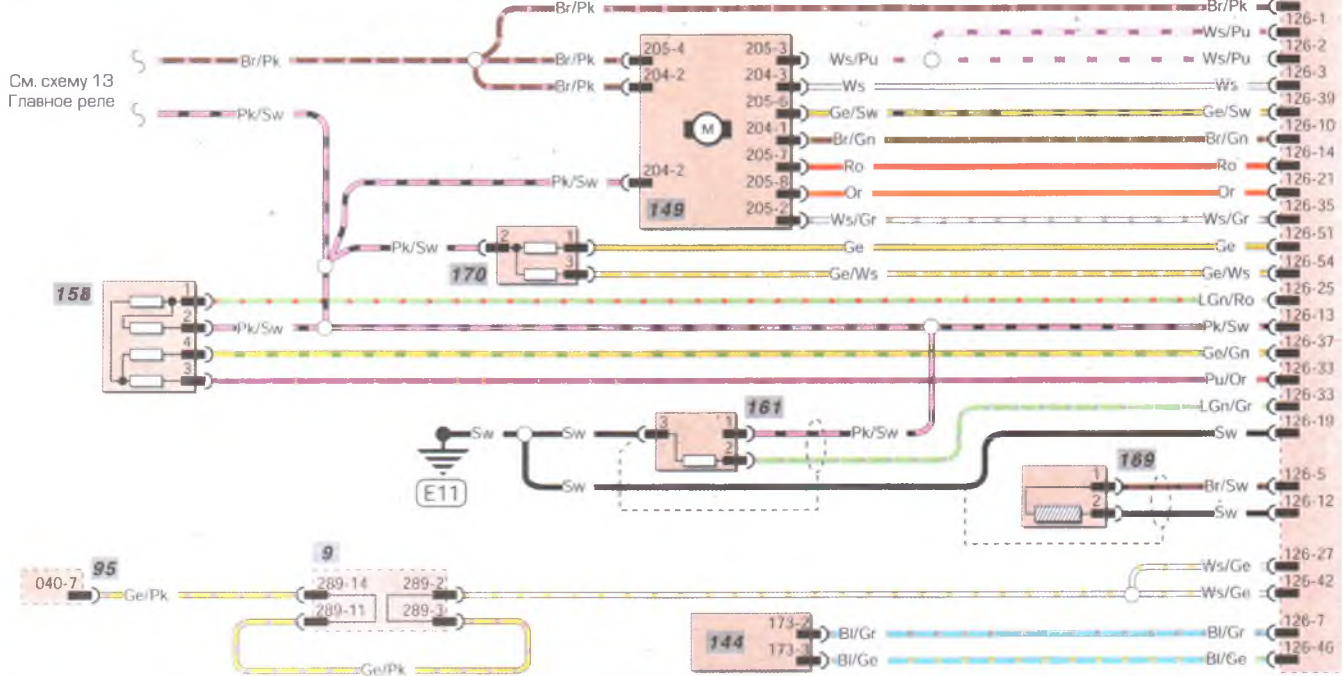 Br/Pk Br/Pk
126-1
Ws/Pu
205-4 205-3 126-2
Br/Pk Br/Pk Ws/Pu Ws/Pu
204-2 204-3 126-3
См. схему 13 Br/Pk Ws Ws
Главное реле 205-6 126-39
Pk/Sw Ge/Sw Ge/Sw
M 204-1 126-10
Br/Gn Br/Gn
205-7 126-14
204-2 Ro Ro
Pk/Sw 205-8 126-21
Or Or
149 205-2 126-35
Ws/Gr Ws/Gr
2 1 126-51
Pk/Sw Ge Ge
170 3 126-54
Ge/Ws Ge/Ws
158 1 126-25
LGn/Ro
2 126-13
Pk/Sw Pk/Sw
4 126-37
Ge/Gn
3 126-33
Pu/Or
161 126-33
LGn/Gr
3 1 126-19
Sw Sw Pk/Sw Sw
2 169
1 126-5
E11 Sw Br/Sw
2 126-12
Sw
9 126-27
95 Ws/Ge
040-7 289-14 289-2 126-42
Ge/Pk Ws/Ge
289-11 289-3 126-7
173-2
144 Bl/Gr Bl/Gr
173-3 126-46
Ge/Pk Bl/Ge Bl/Ge